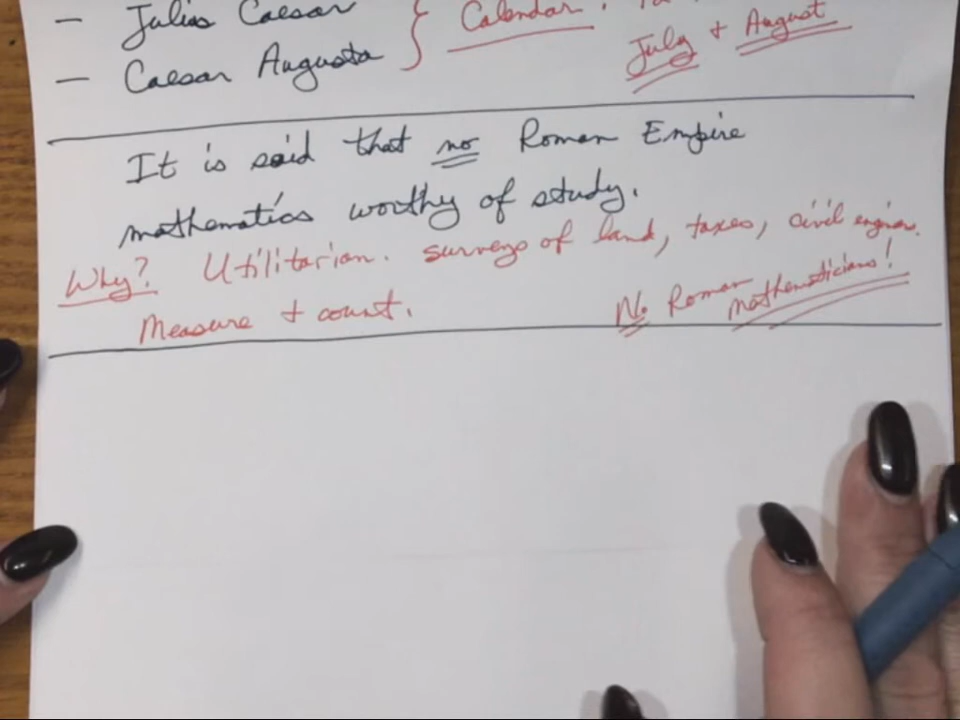 – Julius Caesar } Calendar.
– Caesar Augusta July + August
It is said that no Roman Empire
mathematics worthy of study.
Why? Utilitarian. surveys of land, taxes, civil engineer.
Measure + count. No Roman mathematicians!